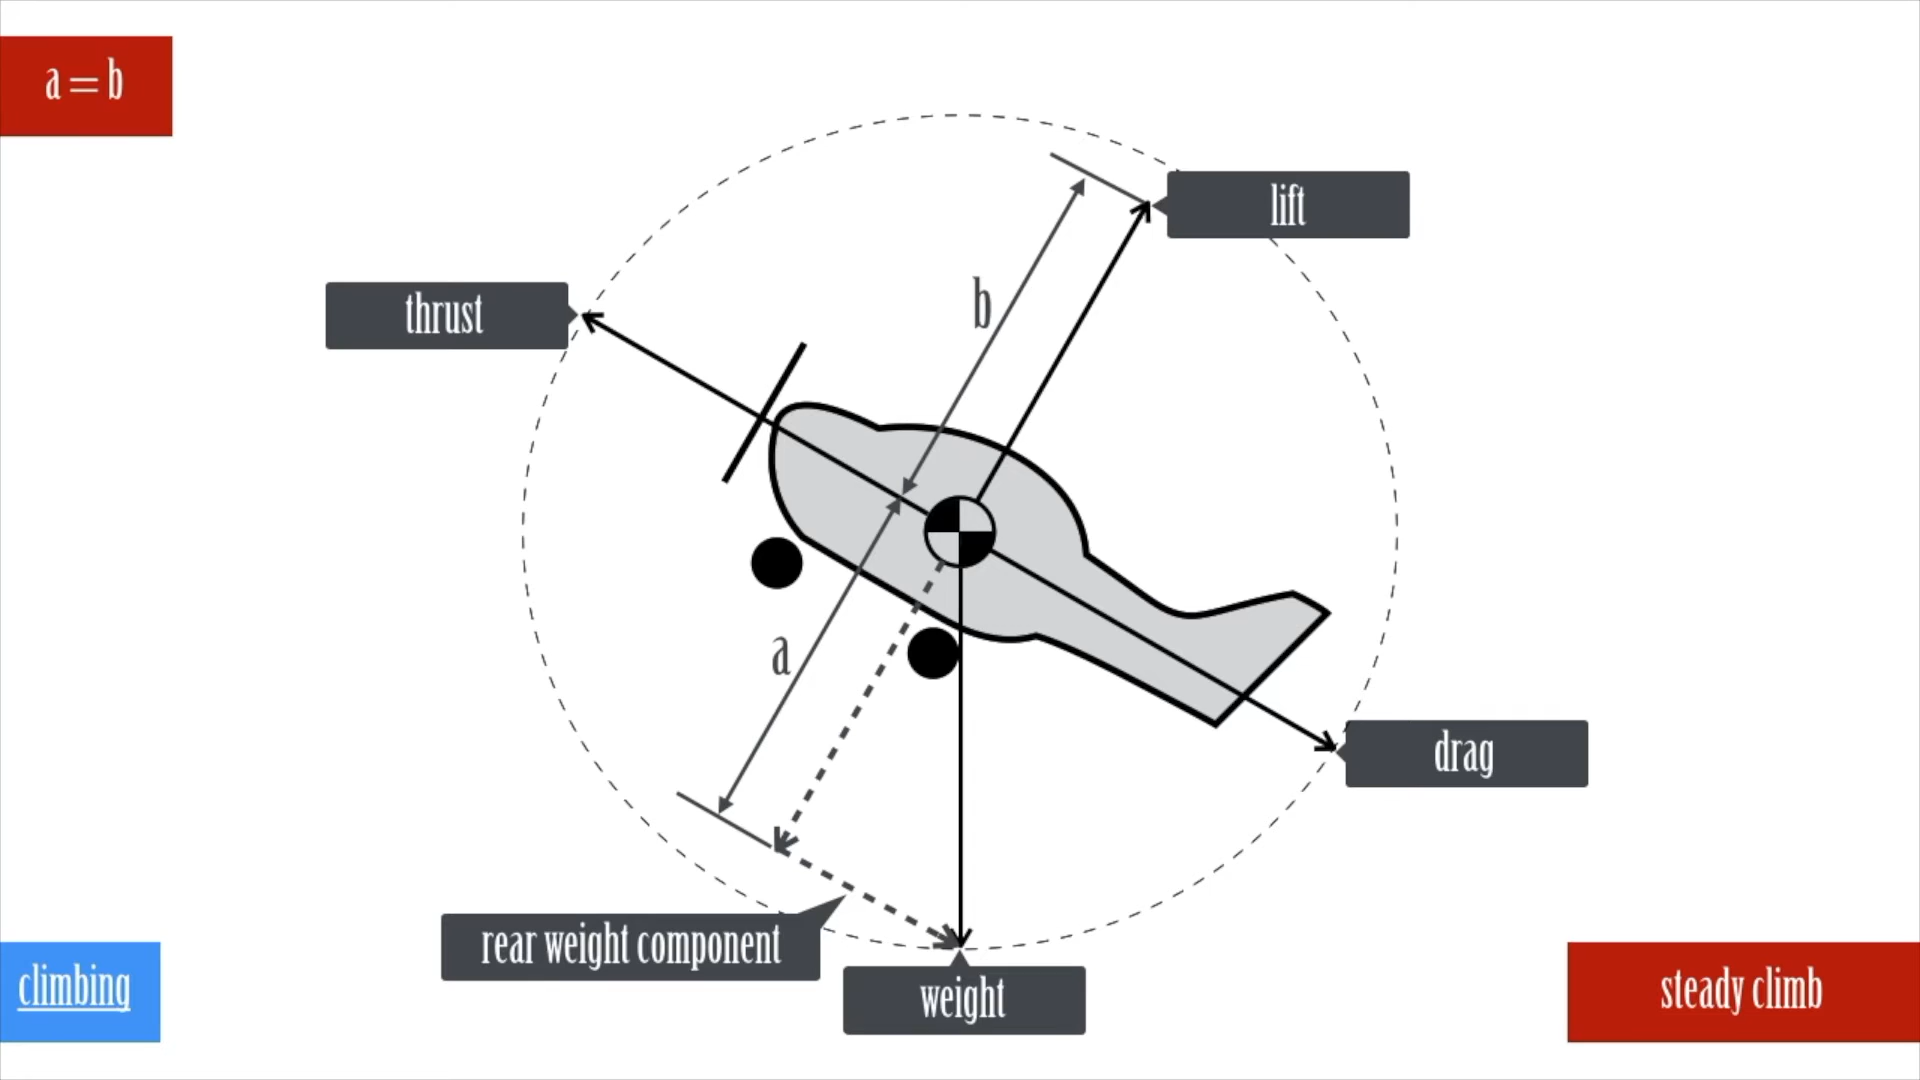 a = b
lift
thrust
b
a
drag
rear weight component
weight
climbing
steady climb